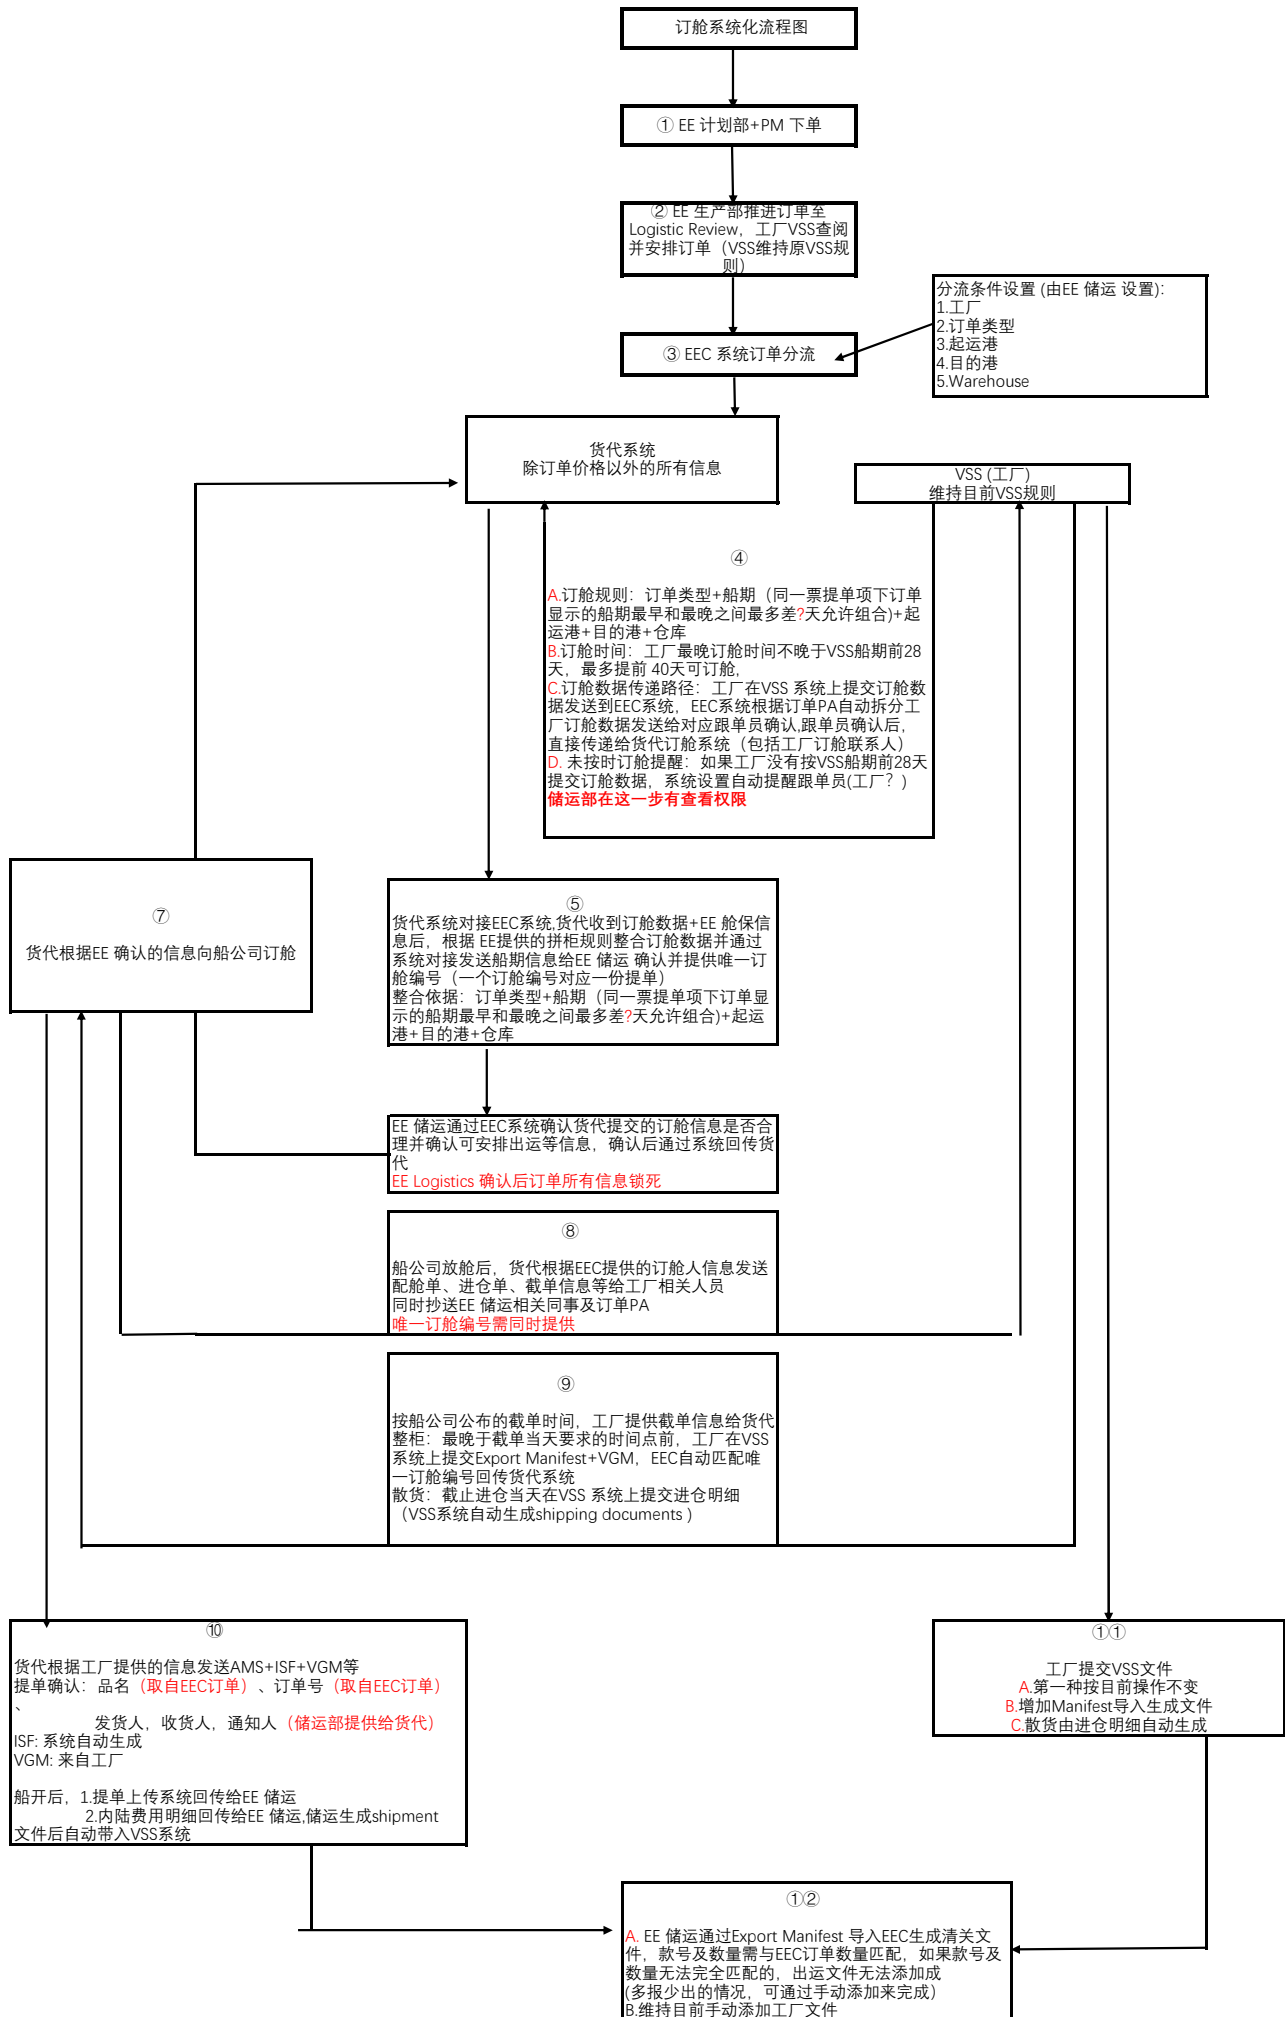 订舱系统化流程图
① EE 计划部+PM 下单
② EE 生产部推进订单至
Logistic Review，工厂VSS查阅
并安排订单（VSS维持原VSS规
则）
分流条件设置 (由EE 储运 设置)：
1.工厂
2.订单类型
3.起运港
4.目的港
5.Warehouse
③ EEC 系统订单分流
货代系统
除订单价格以外的所有信息
VSS (工厂)
维持目前VSS规则
④
A.订舱规则：订单类型+船期（同一票提单项下订单
显示的船期最早和最晚之间最多差?天允许组合)+起
运港+目的港+仓库
B.订舱时间：工厂最晚订舱时间不晚于VSS船期前28
天，最多提前 40天可订舱,
C.订舱数据传递路径：工厂在VSS 系统上提交订舱数
据发送到EEC系统，EEC系统根据订单PA自动拆分工
厂订舱数据发送给对应跟单员确认,跟单员确认后，
直接传递给货代订舱系统（包括工厂订舱联系人）
D. 未按时订舱提醒：如果工厂没有按VSS船期前28天
提交订舱数据，系统设置自动提醒跟单员(工厂？)
储运部在这一步有查看权限
⑦
货代根据EE 确认的信息向船公司订舱
⑤
货代系统对接EEC系统,货代收到订舱数据+EE 舱保信
息后，根据 EE提供的拼柜规则整合订舱数据并通过
系统对接发送船期信息给EE 储运 确认并提供唯一订
舱编号（一个订舱编号对应一份提单）
整合依据：订单类型+船期（同一票提单项下订单显
示的船期最早和最晚之间最多差?天允许组合)+起运
港+目的港+仓库
EE 储运通过EEC系统确认货代提交的订舱信息是否合
理并确认可安排出运等信息，确认后通过系统回传货
代
EE Logistics 确认后订单所有信息锁死
⑧
船公司放舱后，货代根据EEC提供的订舱人信息发送
配舱单、进仓单、截单信息等给工厂相关人员
同时抄送EE 储运相关同事及订单PA
唯一订舱编号需同时提供
⑨
按船公司公布的截单时间，工厂提供截单信息给货代
整柜：最晚于截单当天要求的时间点前，工厂在VSS
系统上提交Export Manifest+VGM，EEC自动匹配唯
一订舱编号回传货代系统
散货：截止进仓当天在VSS 系统上提交进仓明细
（VSS系统自动生成shipping documents )
⑩
货代根据工厂提供的信息发送AMS+ISF+VGM等
提单确认：品名（取自EEC订单）、订单号（取自EEC订单）
、
发货人，收货人，通知人（储运部提供给货代）
ISF: 系统自动生成
VGM: 来自工厂
船开后，1.提单上传系统回传给EE 储运
2.内陆费用明细回传给EE 储运,储运生成shipment
文件后自动带入VSS系统
①①
工厂提交VSS文件
A.第一种按目前操作不变
B.增加Manifest导入生成文件
C.散货由进仓明细自动生成
①②
A. EE 储运通过Export Manifest 导入EEC生成清关文
件，款号及数量需与EEC订单数量匹配，如果款号及
数量无法完全匹配的，出运文件无法添加成
(多报少出的情况，可通过手动添加来完成）
B.维持目前手动添加工厂文件